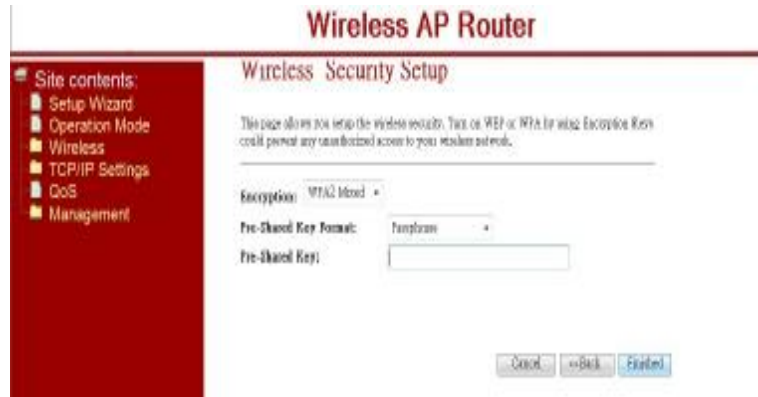 Wireless AP Router
Site contents:
Setup Wizard
Operation Mode
Wireless
TCP/IP Settings
QoS
Management
Wireless Security Setup
This page allows you setup the wireless security. Turn on WEP or WPA by using Encryption Keys
could prevent any unauthorized access to your wireless network.
Encryption: WPA2 Mixed
Pre-Shared Key Format: Passphrase
Pre-Shared Key:
Cancel <<Back Finished